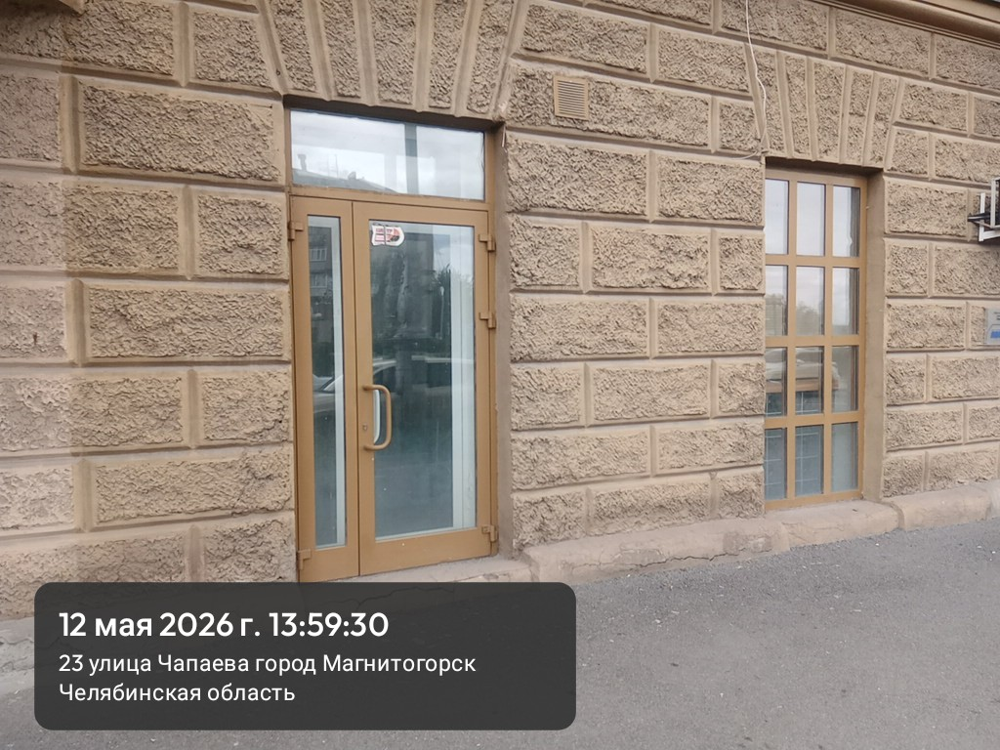 12 мая 2026 г. 13:59:30
23 улица Чапаева город Магнитогорск
Челябинская область